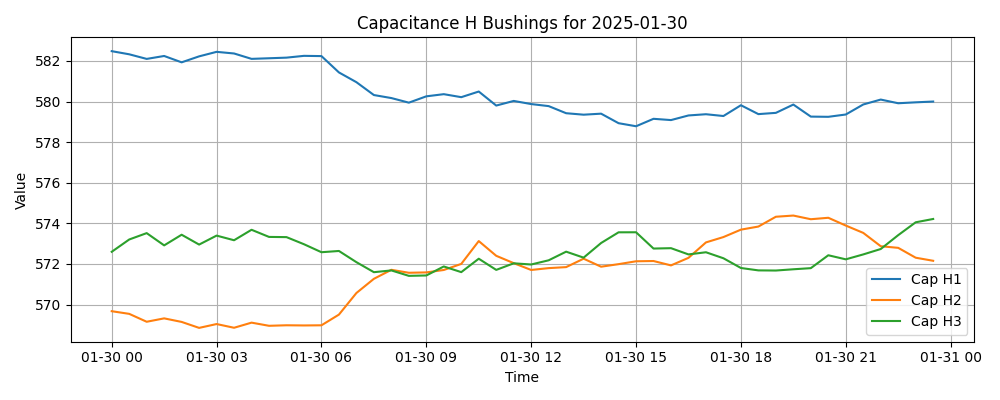 Capacitance H Bushings for 2025-01-30
Value
582
580
578
576
574
572
570
Cap H1
Cap H2
Cap H3
01-30 00 01-30 03 01-30 06 01-30 09 01-30 12 01-30 15 01-30 18 01-30 21 01-31 00
Time